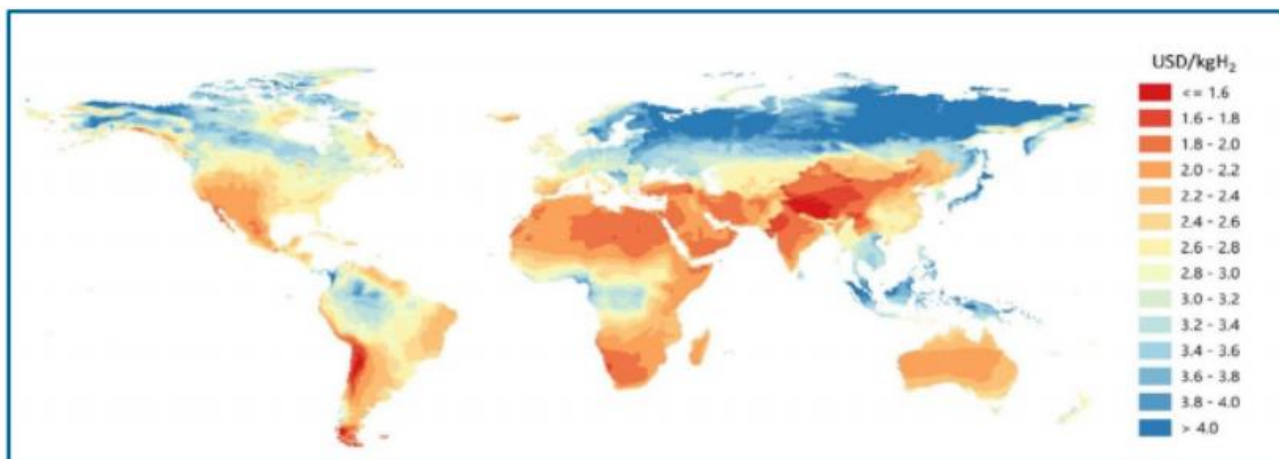 USD/kgH₂
<= 1.6
1.6 - 1.8
1.8 - 2.0
2.0 - 2.2
2.2 - 2.4
2.4 - 2.6
2.6 - 2.8
2.8 - 3.0
3.0 - 3.2
3.2 - 3.4
3.4 - 3.6
3.6 - 3.8
3.8 - 4.0
> 4.0